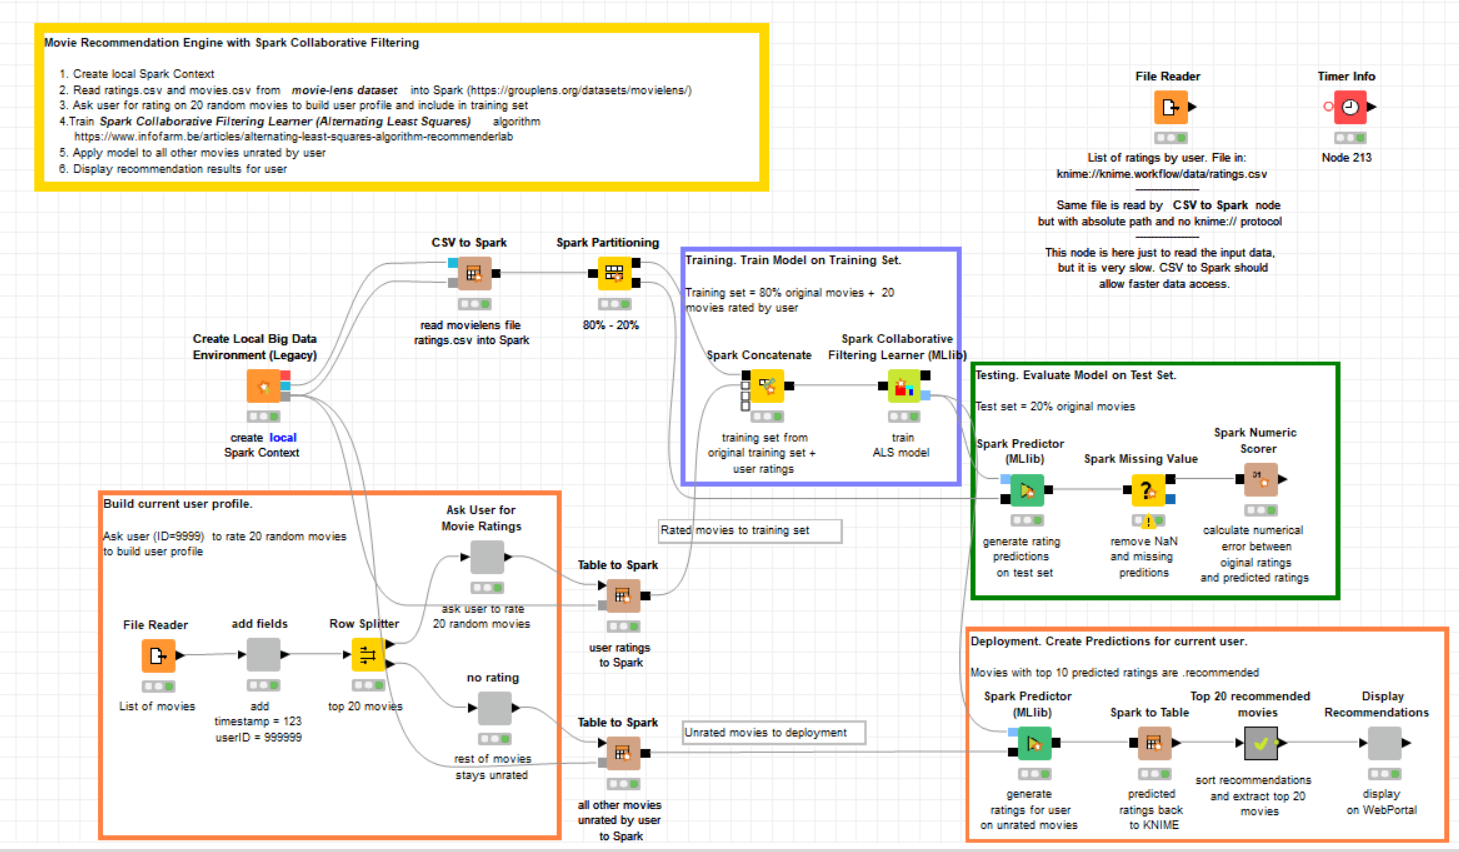 Movie Recommendation Engine with Spark Collaborative Filtering
1. Create local Spark Context
2. Read ratings.csv and movies.csv from movie-lens dataset into Spark (https://grouplens.org/datasets/movielens/)
3. Ask user for rating on 20 random movies to build user profile and include in training set
4.Train Spark Collaborative Filtering Learner (Alternating Least Squares) algorithm
https://www.infofarm.be/articles/alternating-least-squares-algorithm-recommenderlab
5. Apply model to all other movies unrated by user
6. Display recommendation results for user
File Reader
List of ratings by user. File in:
knime://knime.workflow/data/ratings.csv
--------------------
Same file is read by CSV to Spark node
but with absolute path and no knime:// protocol
--------------------
This node is here just to read the input data,
but it is very slow. CSV to Spark should
allow faster data access.
Timer Info
Node 213
CSV to Spark
read movielens file
ratings.csv into Spark
Spark Partitioning
80% - 20%
Create Local Big Data
Environment (Legacy)
create local
Spark Context
Training. Train Model on Training Set.
Training set = 80% original movies + 20
movies rated by user
Spark Concatenate
training set from
original training set +
user ratings
Spark Collaborative
Filtering Learner (MLlib)
train
ALS model
Testing. Evaluate Model on Test Set.
Test set = 20% original movies
Spark Predictor
(MLlib)
generate rating
predictions
on test set
Spark Missing Value
remove NaN
and missing
preditions
Spark Numeric
Scorer
calculate numerical
error between
oiginal ratings
and predicted ratings
Build current user profile.
Ask user (ID=9999) to rate 20 random movies
to build user profile
Ask User for
Movie Ratings
ask user to rate
20 random movies
File Reader
List of movies
add fields
add
timestamp = 123
userID = 999999
Row Splitter
top 20 movies
no rating
rest of movies
stays unrated
Rated movies to training set
Table to Spark
user ratings
to Spark
Table to Spark
all other movies
unrated by user
to Spark
Unrated movies to deployment
Deployment. Create Predictions for current user.
Movies with top 10 predicted ratings are .recommended
Spark Predictor
(MLlib)
generate
ratings for user
on unrated movies
Spark to Table
predicted
ratings back
to KNIME
Top 20 recommended
movies
sort recommendations
and extract top 20
movies
Display
Recommendations
display
on WebPortal